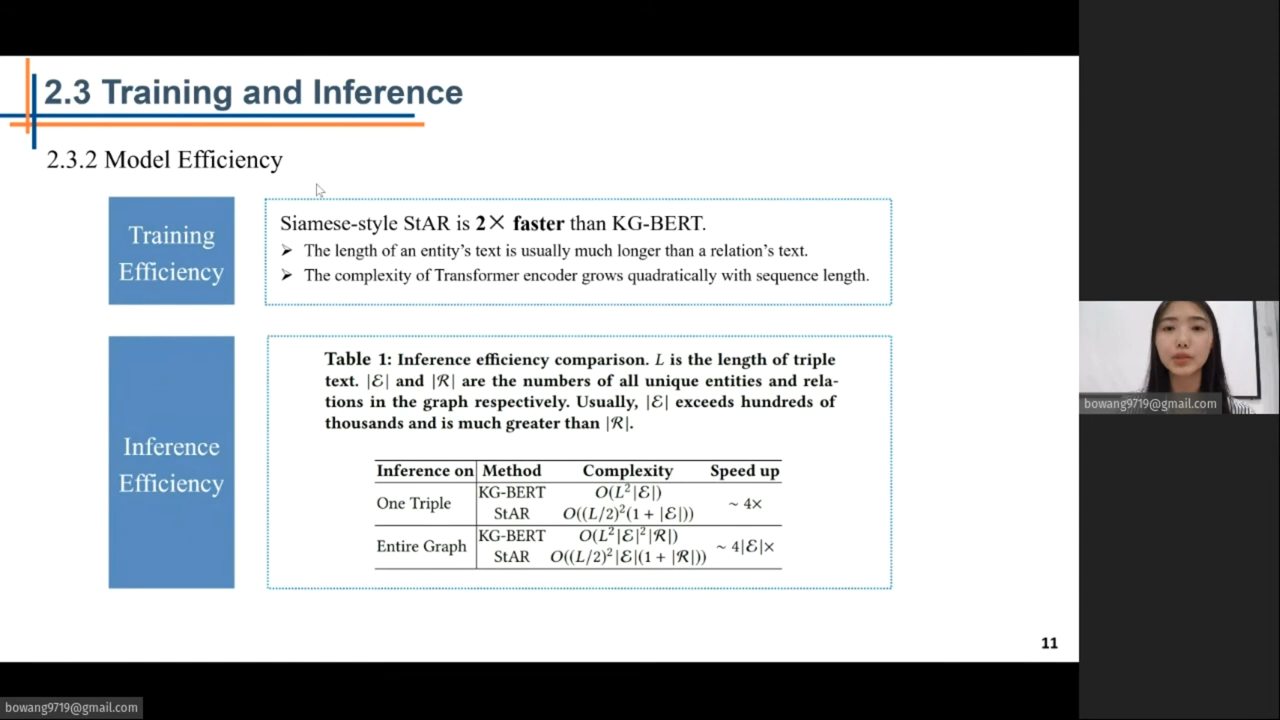 2.3 Training and Inference
2.3.2 Model Efficiency
Training
Efficiency
Siamese-style StAR is 2✕ faster than KG-BERT.
➢ The length of an entity's text is usually much longer than a relation's text.
➢ The complexity of Transformer encoder grows quadratically with sequence length.
Inference
Efficiency
Table 1: Inference efficiency comparison. L is the length of triple
text. |ℰ| and |ℛ| are the numbers of all unique entities and rela-
tions in the graph respectively. Usually, |ℰ| exceeds hundreds of
thousands and is much greater than |ℛ|.
Inference on Method Complexity Speed up
One Triple KG-BERT O(L²|ℰ|) ~ 4×
StAR O((L/2)²(1 + |ℰ|))
Entire Graph KG-BERT O(L²|ℰ|²|ℛ|) ~ 4|ℰ|×
StAR O((L/2)²|ℰ|(1 + |ℛ|))
11
bowang9719@gmail.com
bowang9719@gmail.com